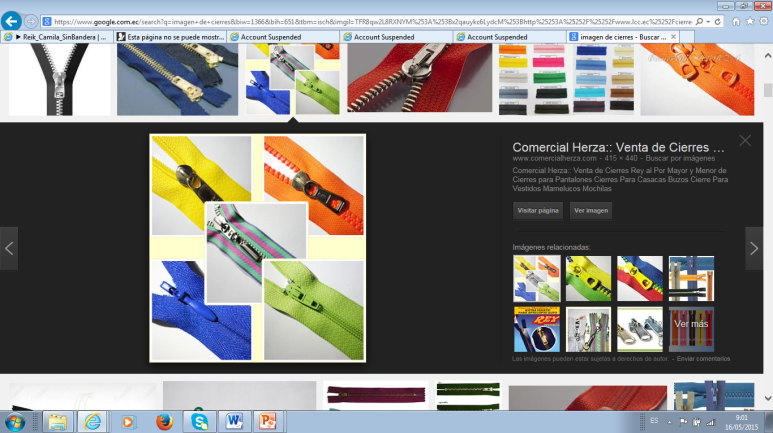 https://www.google.com.ec/search?q=imagen+de+cierres&biw=1366&bih=651&tbm=isch&imgil=TFR8qw2L8RXNYM%253A%253Bx2qauykc6LydcM%253Bhttp%25253A%25252F%25252Fwww.lcc.ec%25252Fcierre
► Reik_Camila_SinBandera | ...
Esta página no se puede mostr...
Account Suspended
Account Suspended
Account Suspended
imagen de cierres - Buscar ...
Comercial Herza:: Venta de Cierres ...
www.comercialherza.com - 415 × 440 - Buscar por imágenes
Comercial Herza:: Venta de Cierres Rey al Por Mayor y Menor de
Cierres para Pantalones Cierres Para Casacas Buzos Cierre Para
Vestidos Mamelucos Mochilas
Visitar página
Ver imagen
Imágenes relacionadas:
REY
Ver más
Las imágenes pueden estar sujetas a derechos de autor. - Enviar comentarios
ES
9:01
16/05/2015